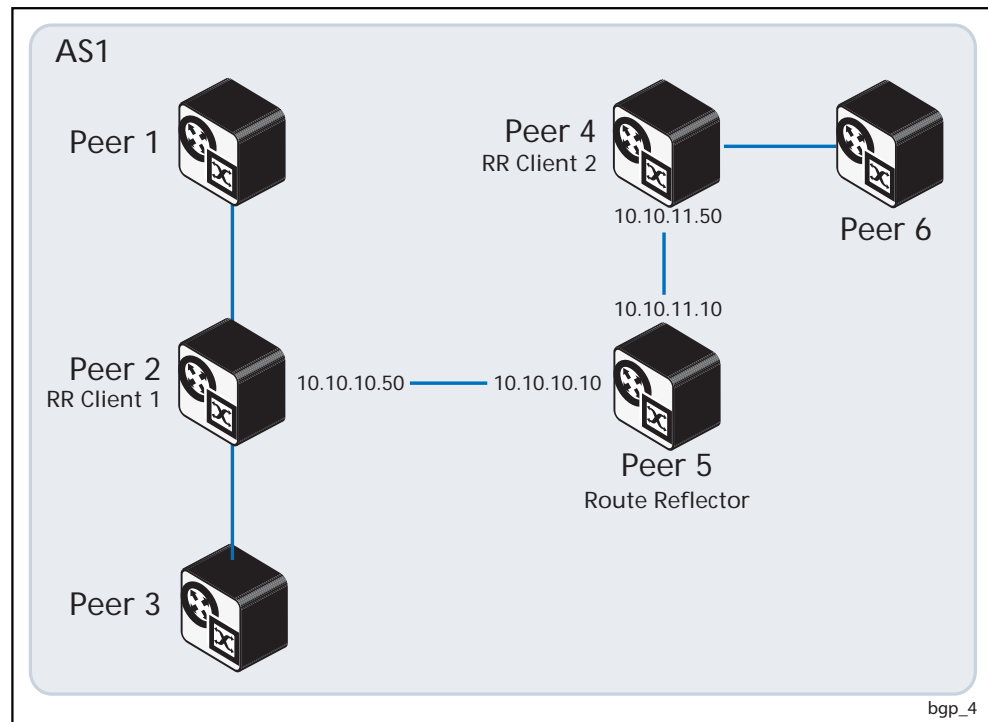 AS1
Peer 1
Peer 4
RR Client 2
10.10.11.50
Peer 6
10.10.11.10
Peer 2
RR Client 1
10.10.10.50
10.10.10.10
Peer 5
Route Reflector
Peer 3
bgp_4